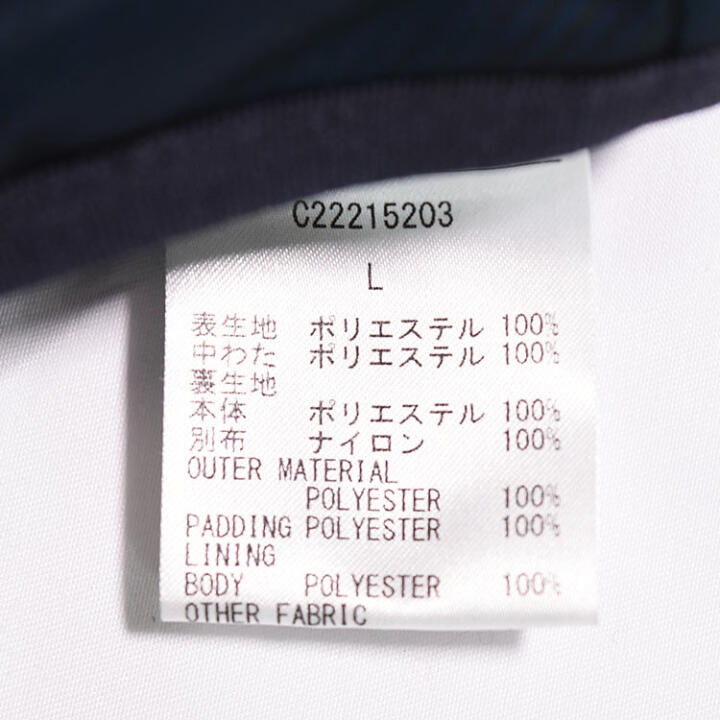 C22215203
L
表生地 ポリエステル 100%
中わた ポリエステル 100%
裏生地
本体 ポリエステル 100%
別布 ナイロン 100%
OUTER MATERIAL
POLYESTER 100%
PADDING POLYESTER 100%
LINING
BODY POLYESTER 100%
OTHER FABRIC